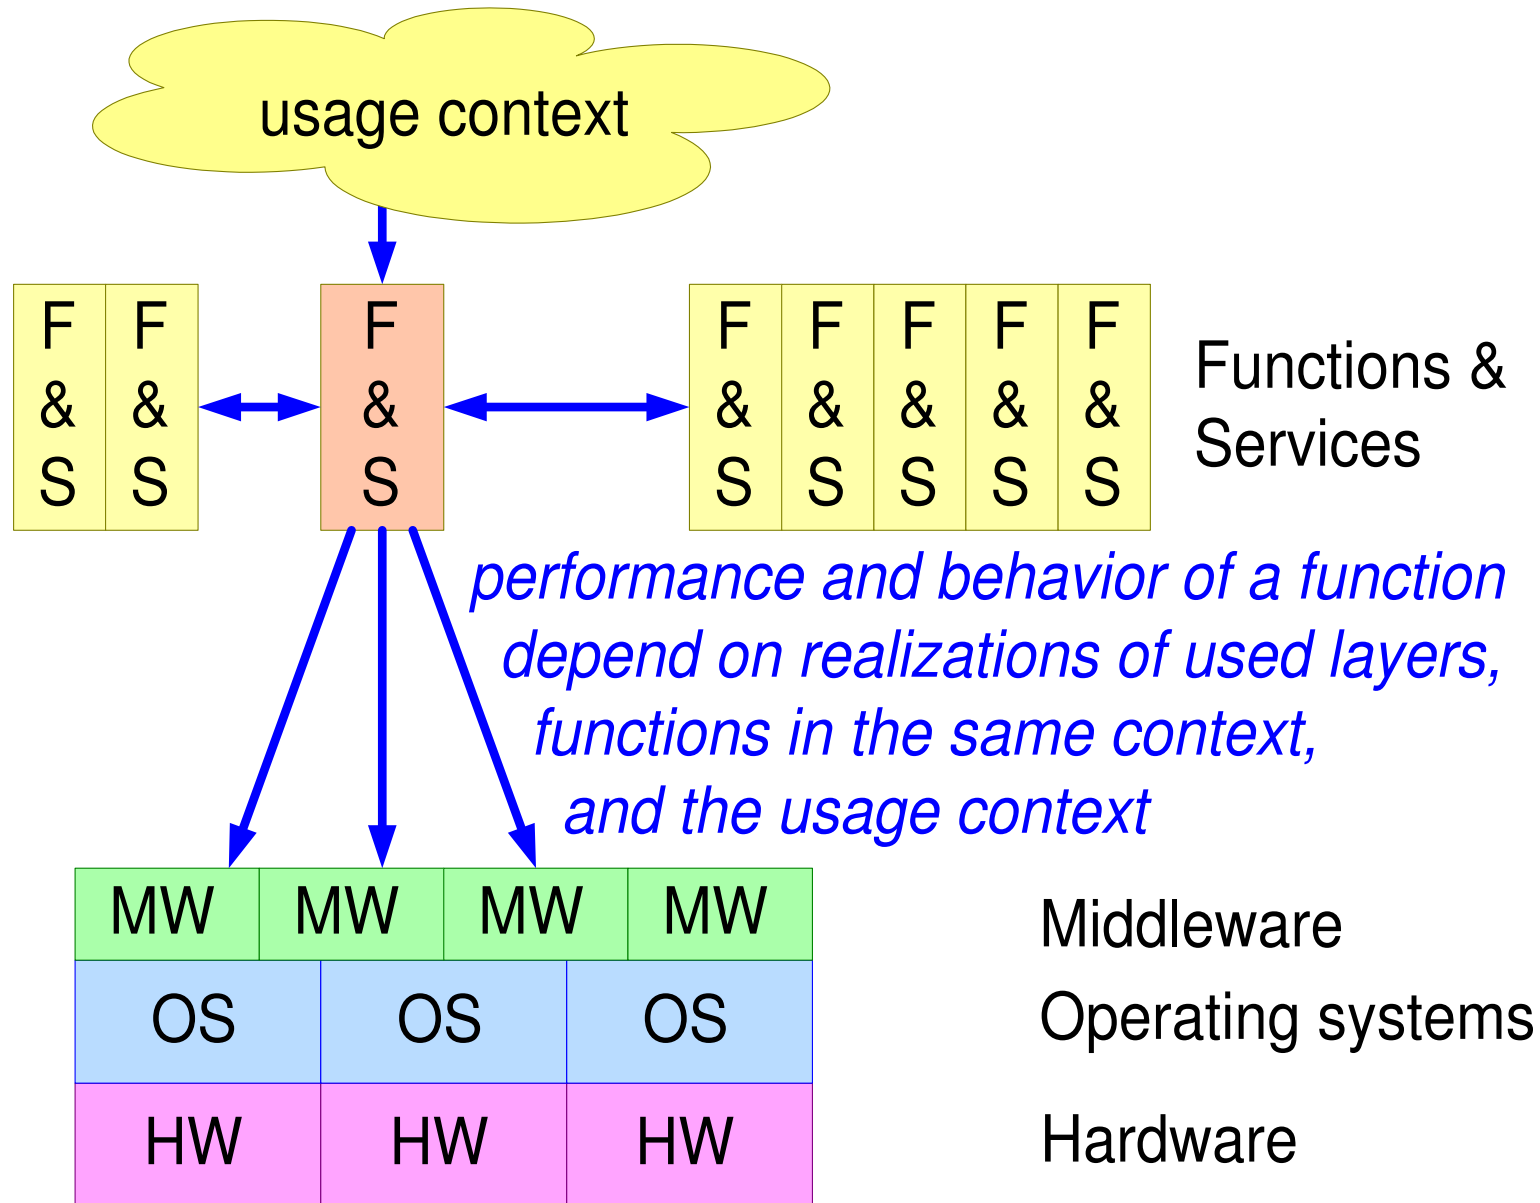 usage context
F F F F F F F F
& & & & & & & &
S S S S S S S S
Functions &
Services
performance and behavior of a function
depend on realizations of used layers,
functions in the same context,
and the usage context
MW MW MW MW
Middleware
OS OS OS
Operating systems
HW HW HW
Hardware